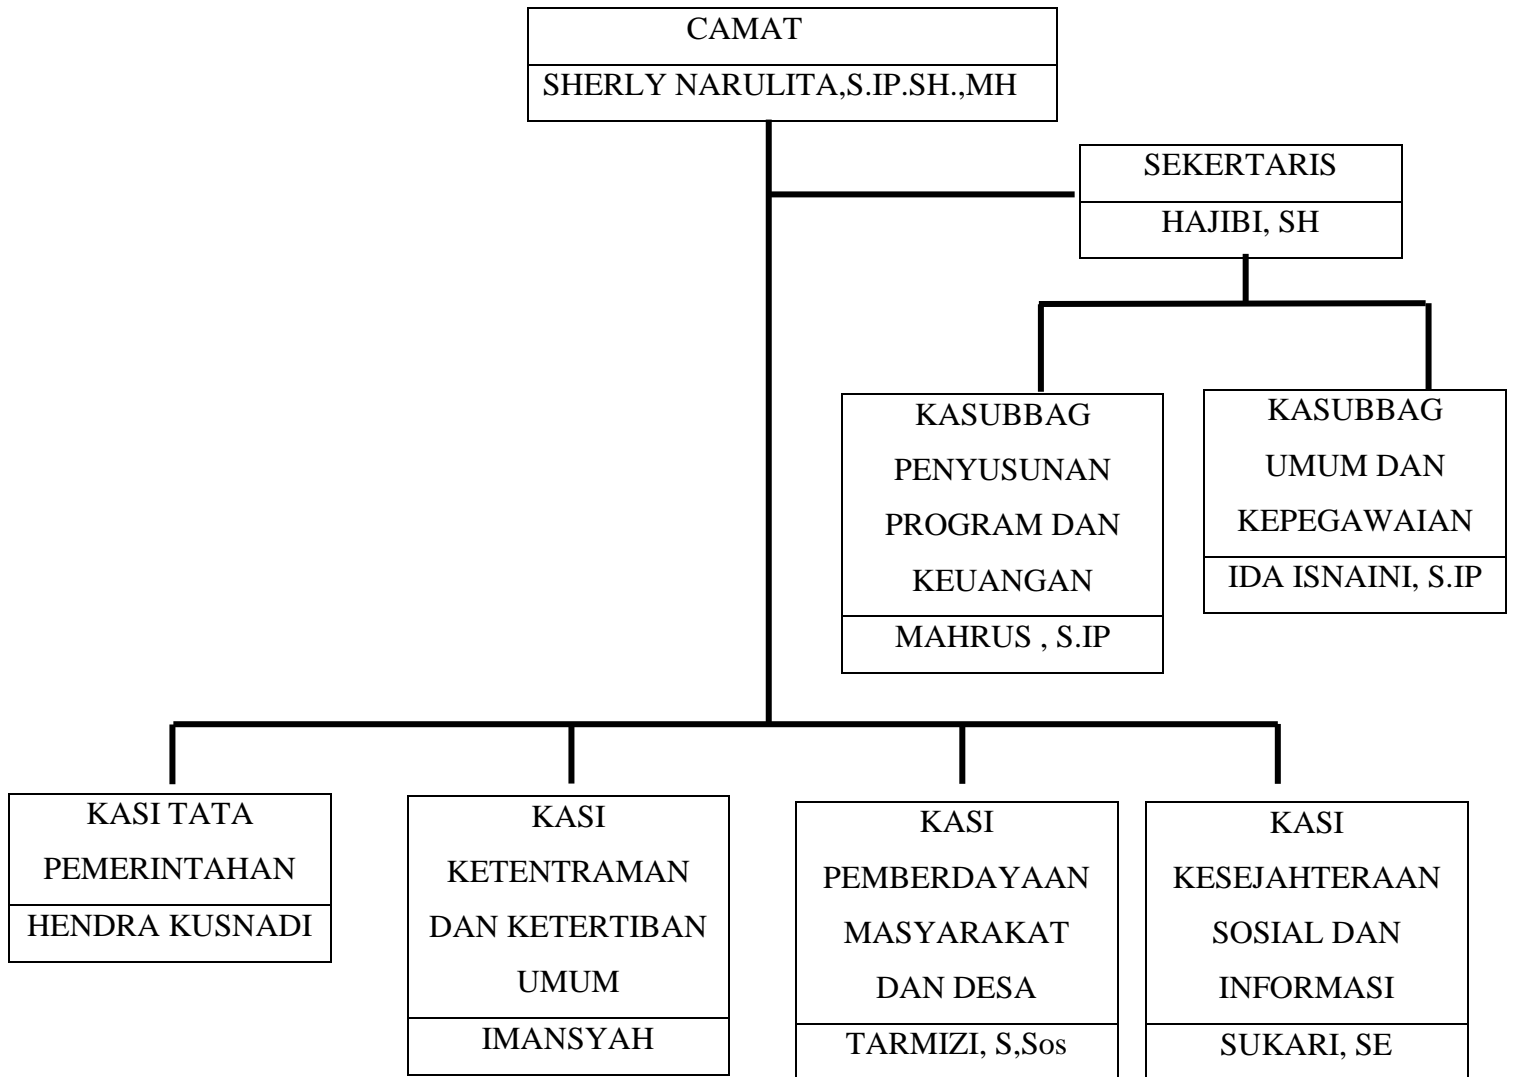 CAMAT
SHERLY NARULITA,S.IP.SH.,MH
SEKERTARIS
HAJIBI, SH
KASUBBAG
PENYUSUNAN
PROGRAM DAN
KEUANGAN
MAHRUS , S.IP
KASUBBAG
UMUM DAN
KEPEGAWAIAN
IDA ISNAINI, S.IP
KASI TATA
PEMERINTAHAN
HENDRA KUSNADI
KASI
KETENTRAMAN
DAN KETERTIBAN
UMUM
IMANSYAH
KASI
PEMBERDAYAAN
MASYARAKAT
DAN DESA
TARMIZI, S,Sos
KASI
KESEJAHTERAAN
SOSIAL DAN
INFORMASI
SUKARI, SE